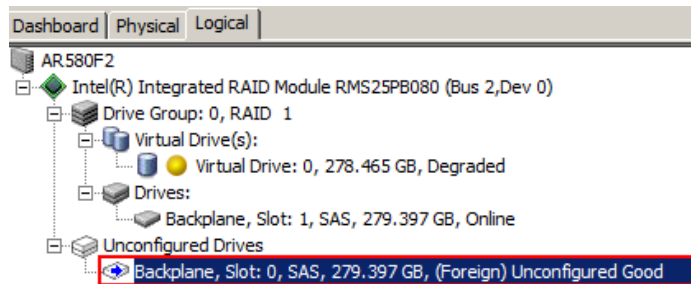 Dashboard Physical Logical
AR580F2
Intel(R) Integrated RAID Module RMS25PB080 (Bus 2,Dev 0)
Drive Group: 0, RAID 1
Virtual Drive(s):
Virtual Drive: 0, 278.465 GB, Degraded
Drives:
Backplane, Slot: 1, SAS, 279.397 GB, Online
Unconfigured Drives
Backplane, Slot: 0, SAS, 279.397 GB, (Foreign) Unconfigured Good